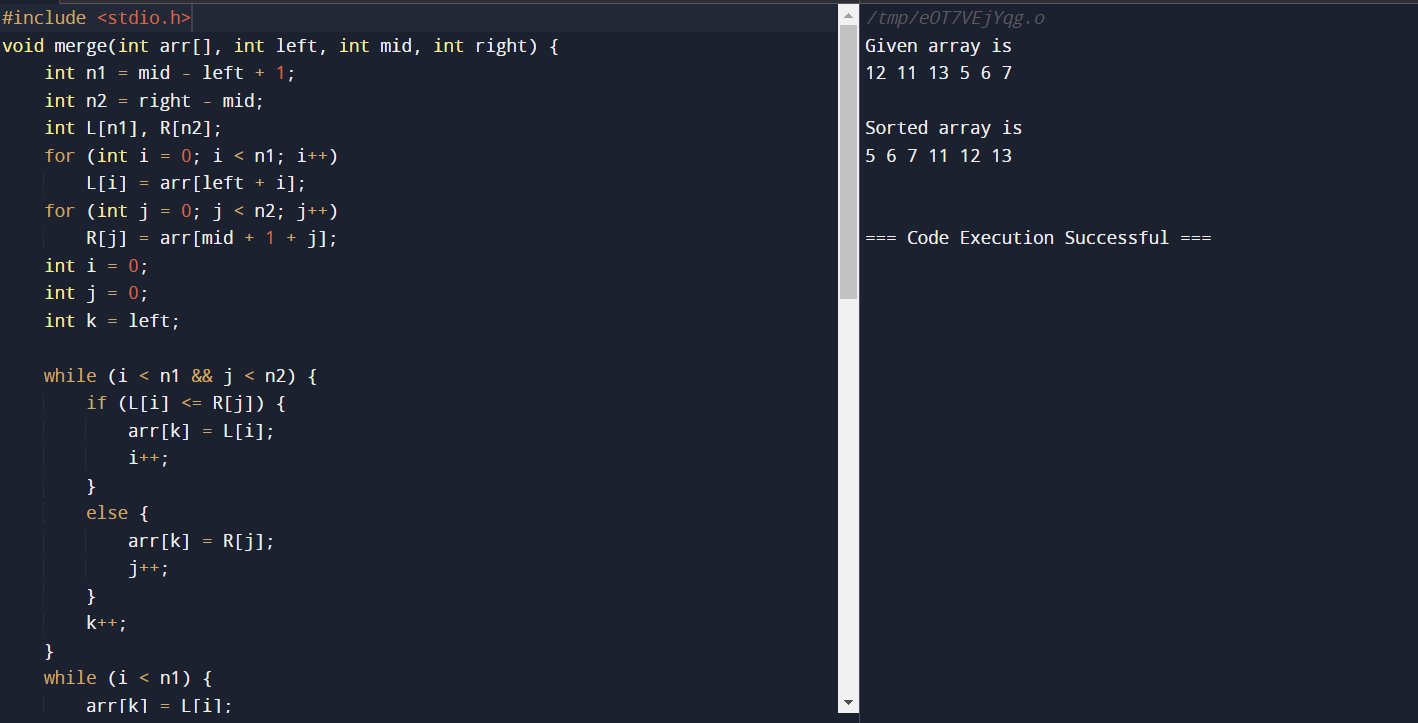 #include <stdio.h>
void merge(int arr[], int left, int mid, int right) {
    int n1 = mid - left + 1;
    int n2 = right - mid;
    int L[n1], R[n2];
    for (int i = 0; i < n1; i++)
        L[i] = arr[left + i];
    for (int j = 0; j < n2; j++)
        R[j] = arr[mid + 1 + j];
    int i = 0;
    int j = 0;
    int k = left;

    while (i < n1 && j < n2) {
        if (L[i] <= R[j]) {
            arr[k] = L[i];
            i++;
        }
        else {
            arr[k] = R[j];
            j++;
        }
        k++;
    }
    while (i < n1) {
        arr[k] = L[i];
/tmp/eOT7VEjYqg.o
Given array is
12 11 13 5 6 7

Sorted array is
5 6 7 11 12 13


=== Code Execution Successful ===